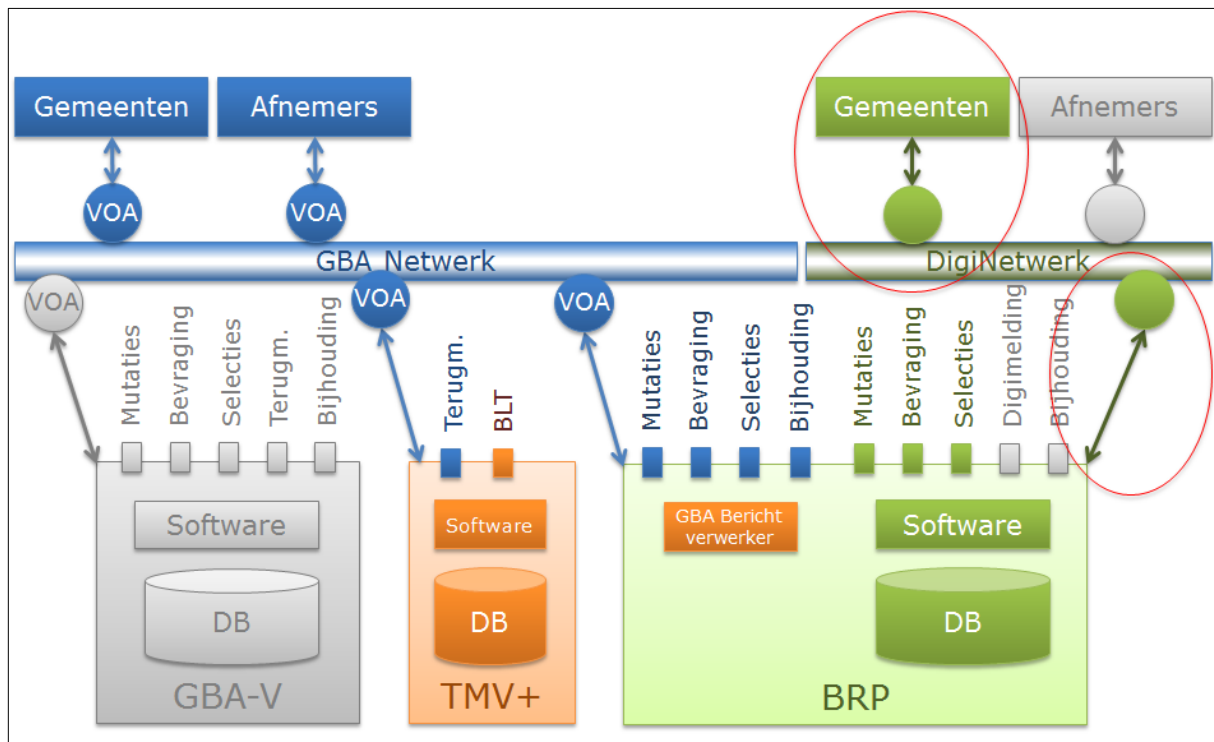 Gemeenten
Afnemers
Gemeenten
Afnemers
VOA
VOA
GBA Netwerk
DigiNetwerk
VOA
VOA
VOA
Mutaties
Bevraging
Selecties
Terugm.
Bijhouding
Terugm.
BLT
Mutaties
Bevraging
Selecties
Bijhouding
Mutaties
Bevraging
Selecties
Digimelding
Bijhouding
Software
Software
GBA Bericht
verwerker
Software
DB
DB
DB
GBA-V
TMV+
BRP